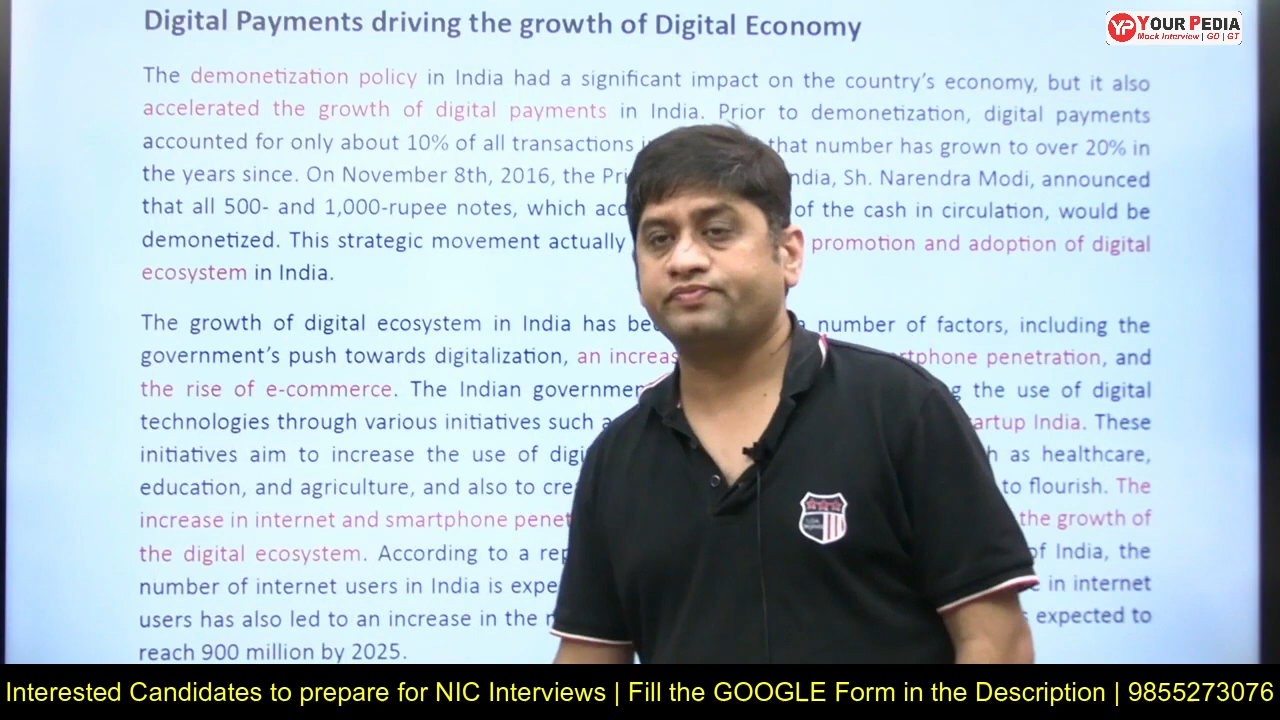 Digital Payments driving the growth of Digital Economy
YOUR PEDIA
YP
Mock Interview | GD | GT
The demonetization policy in India had a significant impact on the country's economy, but it also
accelerated the growth of digital payments in India. Prior to demonetization, digital payments
accounted for only about 10% of all transactions that number has grown to over 20% in
the years since. On November 8th, 2016, the Sh. Narendra Modi, announced
that all 500- and 1,000-rupee notes, which of the cash in circulation, would be
demonetized. This strategic movement actually promotion and adoption of digital
ecosystem in India.
The growth of digital ecosystem in India has number of factors, including the
government's push towards digitalization, an penetration, and
the rise of e-commerce. The Indian the use of digital
technologies through various initiatives such India. These
initiatives aim to increase the use of as healthcare,
education, and agriculture, and also to to flourish. The
increase in internet and smartphone the growth of
the digital ecosystem. According to a of India, the
number of internet users in India is in internet
users has also led to an increase in the expected to
reach 900 million by 2025.
Interested Candidates to prepare for NIC Interviews | Fill the GOOGLE Form in the Description | 9855273076